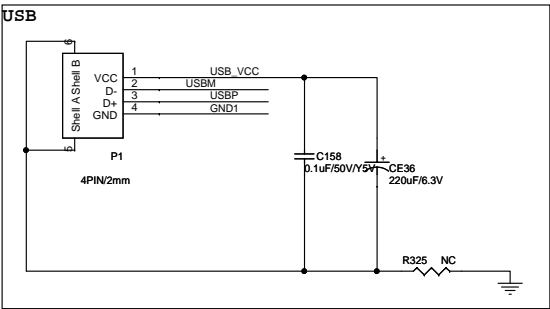 USB
6
Shell A Shell B
5
VCC 1 USB_VCC
D- 2 USBM
D+ 3 USBP
GND 4 GND1
P1
4PIN/2mm
C158
0.1uF/50V/Y5V
+
CE36
220uF/6.3V
R325 NC